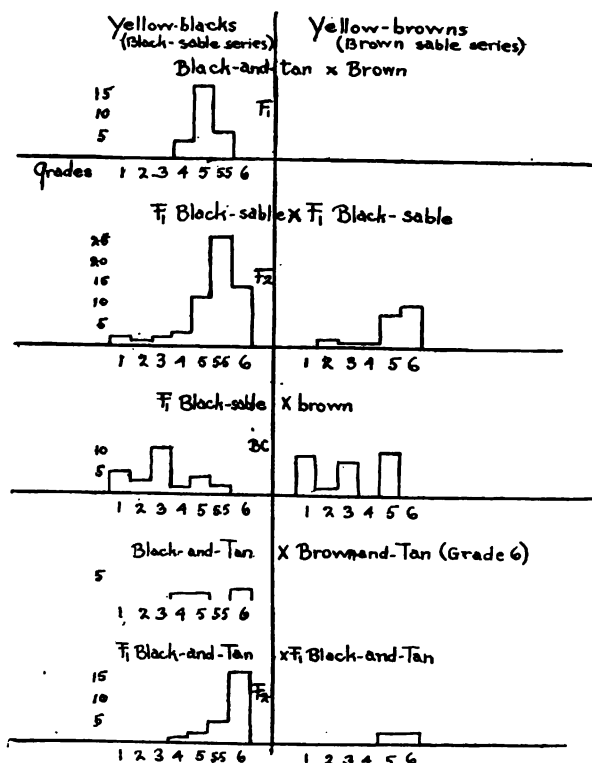 Yellow-blacks Yellow-browns
(Black-sable series) (Brown sable series)
Black-and-tan x Brown
15
10
5
F1
grades 1 2 3 4 5 55 6
F1 Black-sable x F1 Black-sable
25
20
15
10
5
F2
1 2 3 4 5 55 6 1 2 3 4 5 6
F1 Black-sable X brown
10
5
BC
1 2 3 4 5 55 6 1 2 3 4 5 6
Black-and-Tan X Brown-and-Tan (Grade 6)
5
1 2 3 4 5 55 6
F1 Black-and-Tan x F1 Black-and-Tan
15
10
5
F2
1 2 3 4 5 55 6 1 2 3 4 5 6